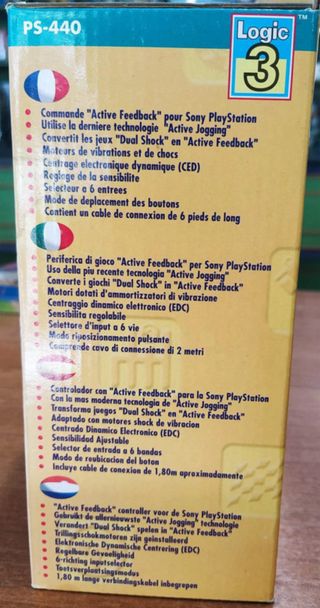 PS-440
Logic 3 ™
Commande "Active Feedback" pour Sony PlayStation
Utilise la derniere technologie "Active Jogging"
Convertit les jeux "Dual Shock" en "Active Feedback"
Moteurs de vibrations et de chocs
Centrage electronique dynamique (CED)
Reglage de la sensibilite
Selecteur a 6 entrees
Mode de deplacement des boutons
Contient un cable de connexion de 6 pieds de long
Periferica di gioco "Active Feedback" per Sony PlayStation
Uso della piu recente tecnologia "Active Jogging"
Converte i giochi "Dual Shock" in "Active Feedback"
Motori dotati d'ammortizzatori di vibrazione
Centraggio dinamico elettronico (EDC)
Sensibilita regolabile
Selettore d'input a 6 vie
Modo riposizionamento pulsante
Comprende cavo di connessione di 2 metri
Controlador con "Active Feedback" para la Sony PlayStation
Con la mas moderna tecnologia de "Active Jogging"
Transforma juegos "Dual Shock" en "Active Feedback"
Adaptado con motores shock de vibracion
Centrado Dinamico Electronico (EDC)
Sensibilidad Ajustable
Selector de entrada a 6 bandas
Modo de reubicacion del boton
Incluye cable de conexion de 1,80m aproximadamente
"Active Feedback" controller voor de Sony PlayStation
Gebruikt de allernieuwste "Active Jogging" technologie
Verandert "Dual Shock" spelen in "Active Feedback"
Trillingsschokmotoren zijn geinstalleerd
Elektronische Dynamische Centrering (EDC)
Regelbare Gevoeligheid
6-richting inputselector
Toetsverplaatsingsmodus
1,80 m lange verbindingskabel inbegrepen